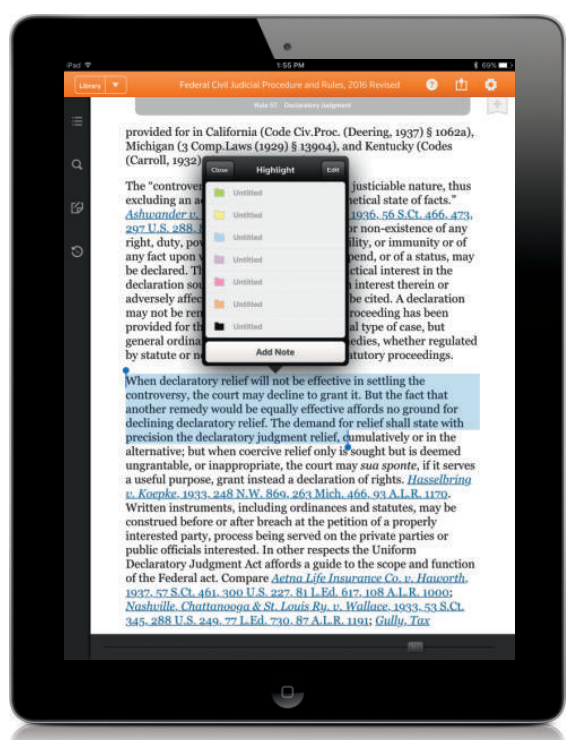 iPad 1:55 PM 69%
Library Federal Civil Judicial Procedure and Rules, 2016 Revised ?
Rule 57 Declaratory Judgment
provided for in California (Code Civ.Proc. (Deering, 1937) § 1062a),
Michigan (3 Comp.Laws (1929) § 13904), and Kentucky (Codes
(Carroll, 1932)
Close Highlight Edit
Untitled
Untitled
Untitled
Untitled
Untitled
Untitled
Untitled
Add Note
The "controver justiciable nature, thus
excluding an a etical state of facts."
Ashwander v. 1936, 56 S.Ct. 466, 473,
297 U.S. 288, or non-existence of any
right, duty, pow ility, or immunity or of
any fact upon w pend, or of a status, may
be declared. Th ctical interest in the
declaration sou interest therein or
adversely affec be cited. A declaration
may not be ren roceeding has been
provided for th al type of case, but
general ordina edies, whether regulated
by statute or n atutory proceedings.
When declaratory relief will not be effective in settling the
controversy, the court may decline to grant it. But the fact that
another remedy would be equally effective affords no ground for
declining declaratory relief. The demand for relief shall state with
precision the declaratory judgment relief, cumulatively or in the
alternative; but when coercive relief only is sought but is deemed
ungrantable, or inappropriate, the court may sua sponte, if it serves
a useful purpose, grant instead a declaration of rights. Hasselbring
v. Koepke, 1933, 248 N.W. 869, 263 Mich. 466, 93 A.L.R. 1170.
Written instruments, including ordinances and statutes, may be
construed before or after breach at the petition of a properly
interested party, process being served on the private parties or
public officials interested. In other respects the Uniform
Declaratory Judgment Act affords a guide to the scope and function
of the Federal act. Compare Aetna Life Insurance Co. v. Haworth,
1937, 57 S.Ct. 461, 300 U.S. 227, 81 L.Ed. 617, 108 A.L.R. 1000;
Nashville, Chattanooga & St. Louis Ry. v. Wallace, 1933, 53 S.Ct.
345, 288 U.S. 249, 77 L.Ed. 730, 87 A.L.R. 1191; Gully, Tax